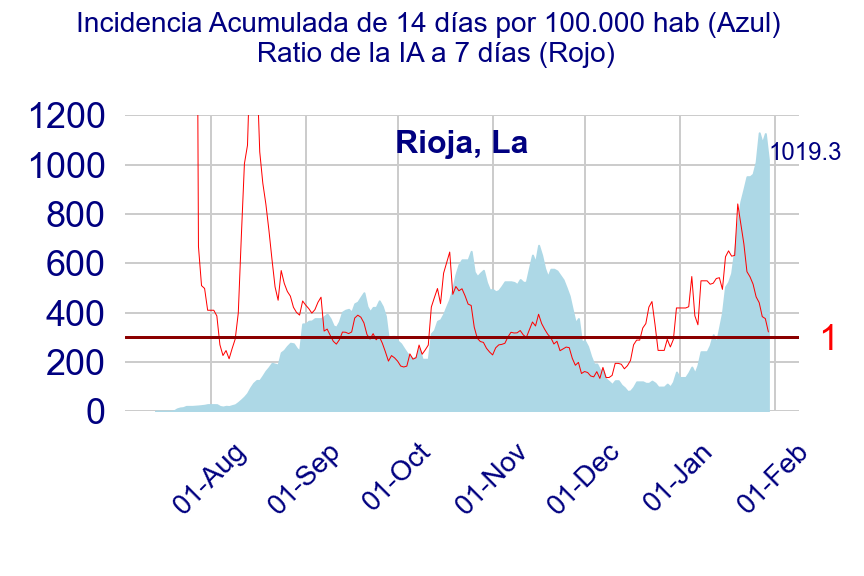 Incidencia Acumulada de 14 días por 100.000 hab (Azul)
Ratio de la IA a 7 días (Rojo)
1200
Rioja, La
1019.3
1000
800
600
400
1
200
0
01-Aug
01-Sep
01-Oct
01-Nov
01-Dec
01-Jan
01-Feb